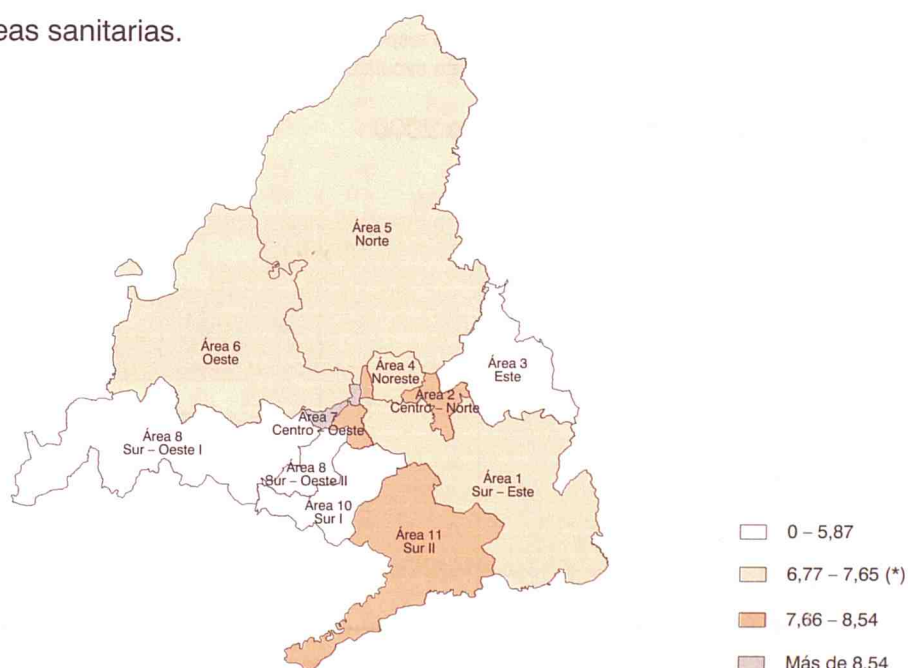 eas sanitarias.
Área 5
Norte
Área 6
Oeste
Área 4
Noreste
Área 3
Este
Área 2
Centro – Norte
Área 7
Centro – Oeste
Área 8
Sur – Oeste I
Área 8
Sur – Oeste II
Área 1
Sur – Este
Área 10
Sur I
Área 11
Sur II
0 – 5,87
6,77 – 7,65 (*)
7,66 – 8,54
Más de 8,54